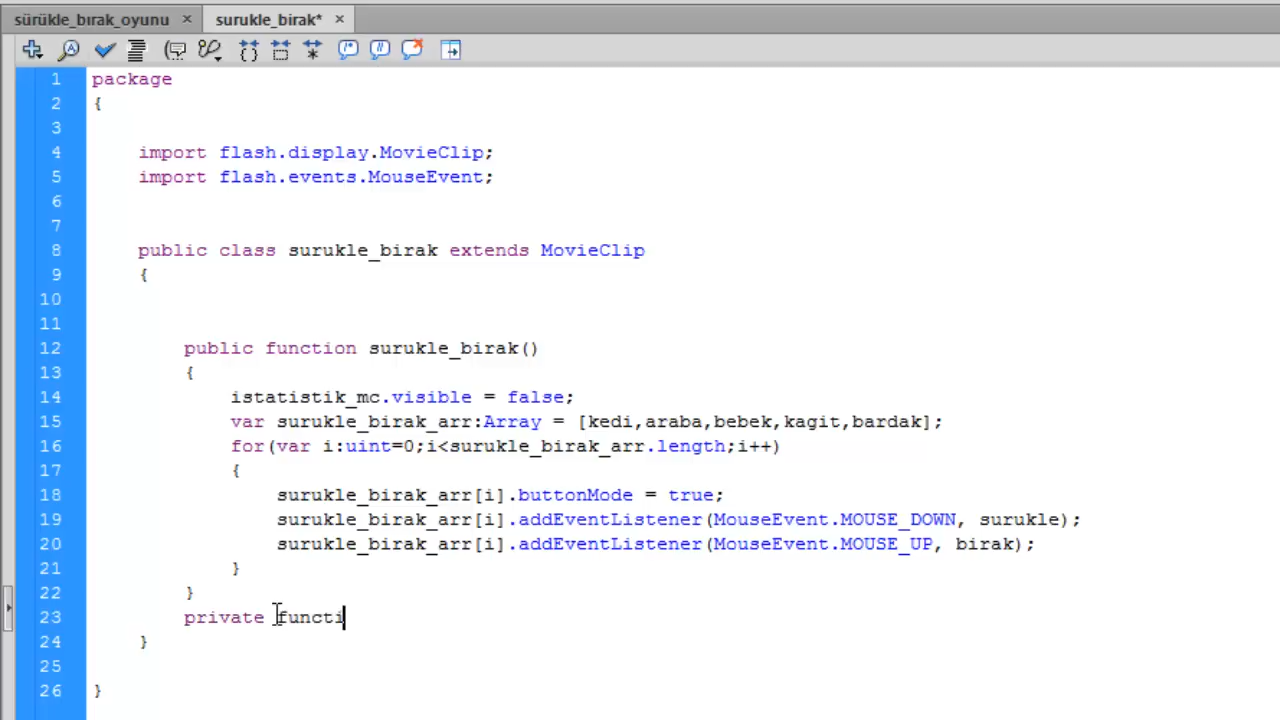 sürükle_bırak_oyunu × surukle_birak* ×
1 package
2 {
3
4 import flash.display.MovieClip;
5 import flash.events.MouseEvent;
6
7
8 public class surukle_birak extends MovieClip
9 {
10
11
12 public function surukle_birak()
13 {
14 istatistik_mc.visible = false;
15 var surukle_birak_arr:Array = [kedi,araba,bebek,kagit,bardak];
16 for(var i:uint=0;i<surukle_birak_arr.length;i++)
17 {
18 surukle_birak_arr[i].buttonMode = true;
19 surukle_birak_arr[i].addEventListener(MouseEvent.MOUSE_DOWN, surukle);
20 surukle_birak_arr[i].addEventListener(MouseEvent.MOUSE_UP, birak);
21 }
22 }
23 private functi
24 }
25
26 }